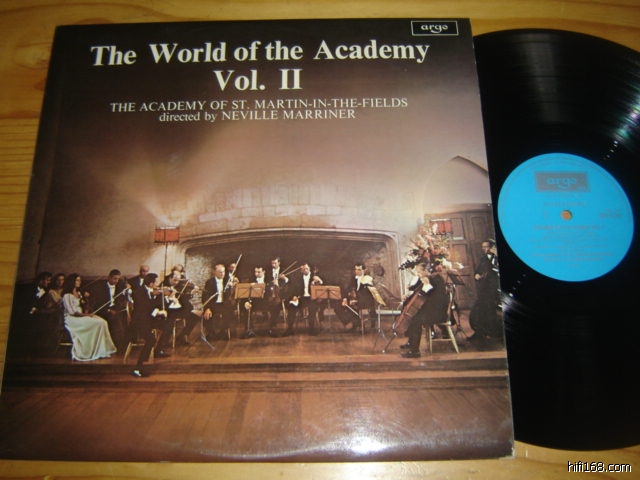 argo
The World of the Academy
Vol. II
THE ACADEMY OF ST. MARTIN-IN-THE-FIELDS
directed by NEVILLE MARRINER
argo
hifi168.com